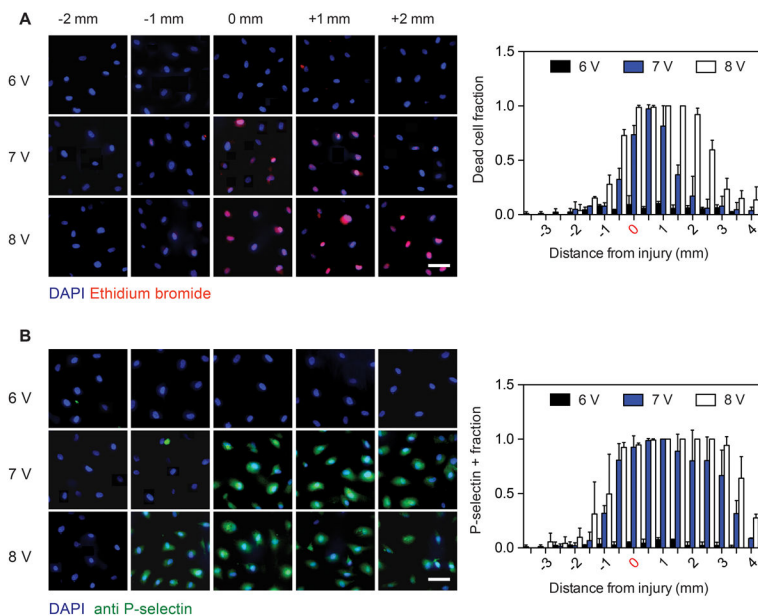 A
-2 mm -1 mm 0 mm +1 mm +2 mm
6 V
7 V
8 V
DAPI Ethidium bromide
1.5
1.0
0.5
0.0
Dead cell fraction
6 V 7 V 8 V
-3 -2 -1 0 1 2 3 4
Distance from injury (mm)
B
6 V
7 V
8 V
DAPI anti P-selectin
1.5
1.0
0.5
0.0
P-selectin + fraction
6 V 7 V 8 V
-3 -2 -1 0 1 2 3 4
Distance from injury (mm)